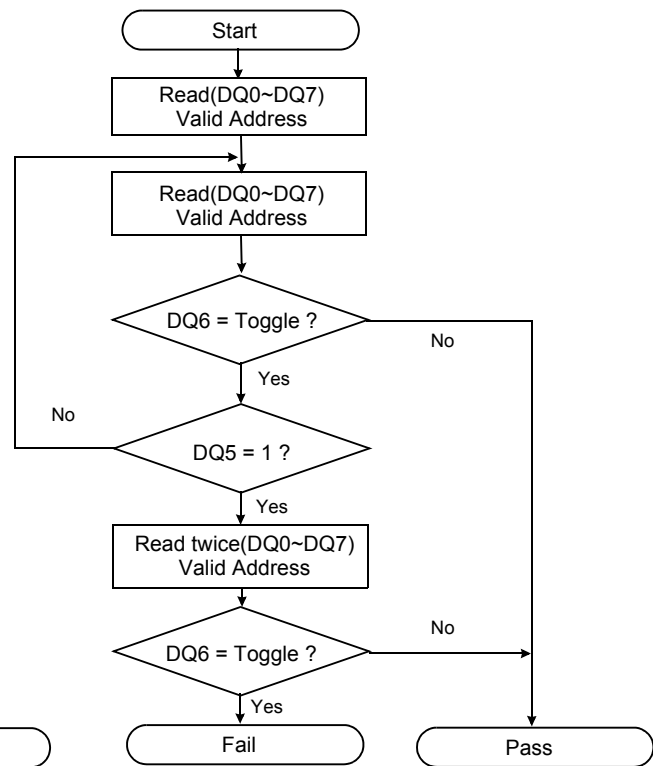 Start
Read(DQ0~DQ7)
Valid Address
Read(DQ0~DQ7)
Valid Address
DQ6 = Toggle ?
No
Yes
No
DQ5 = 1 ?
Yes
Read twice(DQ0~DQ7)
Valid Address
No
DQ6 = Toggle ?
Yes
Fail
Pass